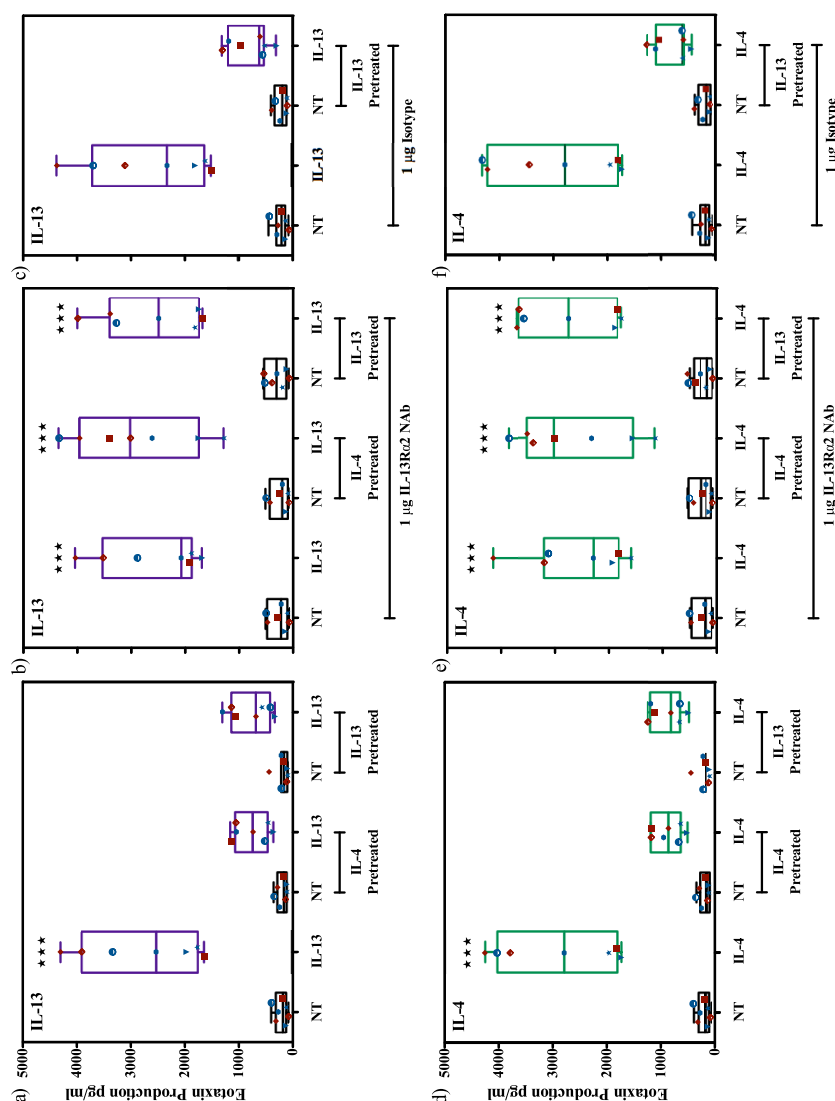 a)
IL-13
Eotaxin Production pg/ml
5000
4000
3000
2000
1000
0
★★★
NT IL-13 NT IL-13 NT IL-13
IL-4 IL-13
Pretreated Pretreated
b)
IL-13
★★★ ★★★ ★★★
NT IL-13 NT IL-13 NT IL-13
IL-4 IL-13
Pretreated Pretreated
1 µg IL-13Rα2 NAb
c)
IL-13
NT IL-13 NT IL-13
IL-13
Pretreated
1 µg Isotype
d)
IL-4
Eotaxin Production pg/ml
5000
4000
3000
2000
1000
0
★★★
NT IL-4 NT IL-4 NT IL-4
IL-4 IL-13
Pretreated Pretreated
e)
IL-4
★★★ ★★★ ★★★
NT IL-4 NT IL-4 NT IL-4
IL-4 IL-13
Pretreated Pretreated
1 µg IL-13Rα2 NAb
f)
IL-4
NT IL-4 NT IL-4
IL-13
Pretreated
1 µg Isotype